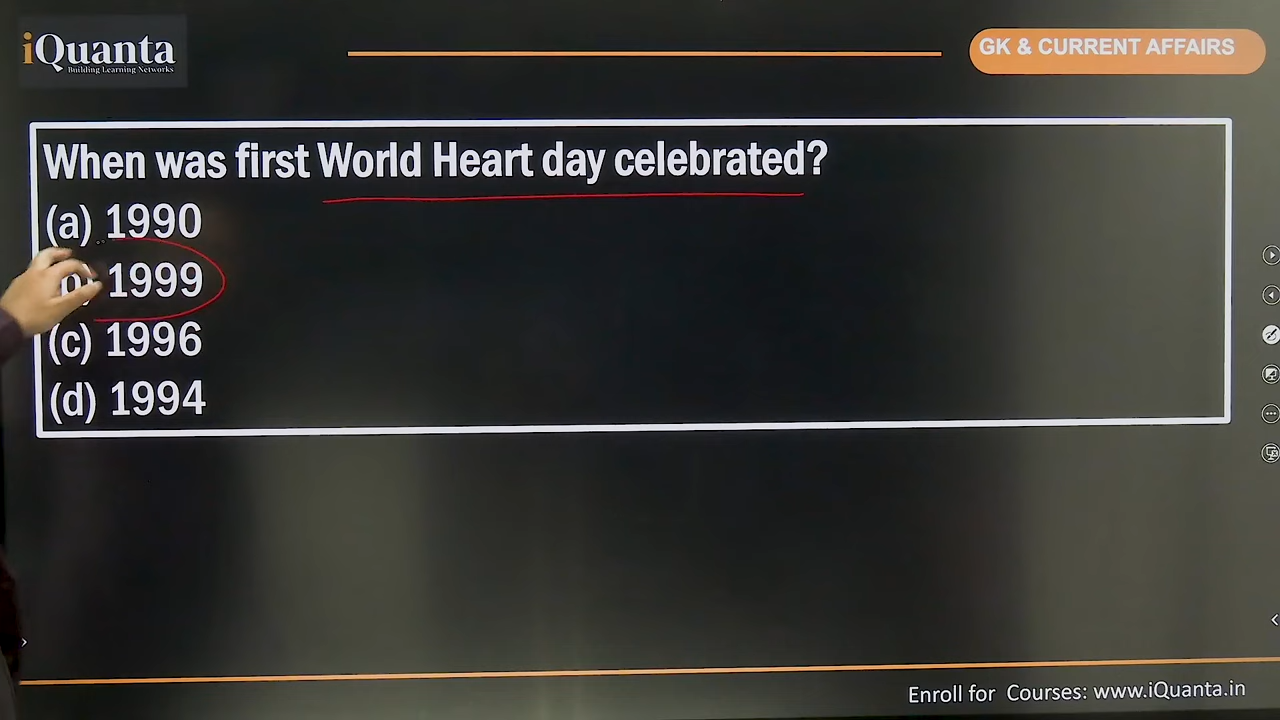 iQuanta
Building Learning Networks
GK & CURRENT AFFAIRS
When was first World Heart day celebrated?
(a) 1990
b) 1999
(c) 1996
(d) 1994
Enroll for Courses: www.iQuanta.in